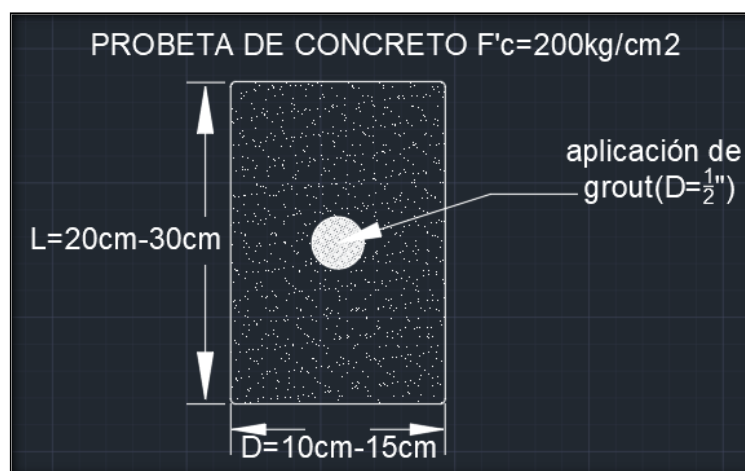 PROBETA DE CONCRETO F'c=200kg/cm2
aplicación de
grout(D=½")
L=20cm-30cm
D=10cm-15cm